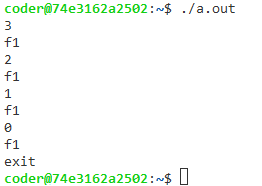 coder@74e3162a2502:~$ ./a.out
3
f1
2
f1
1
f1
0
f1
exit
coder@74e3162a2502:~$